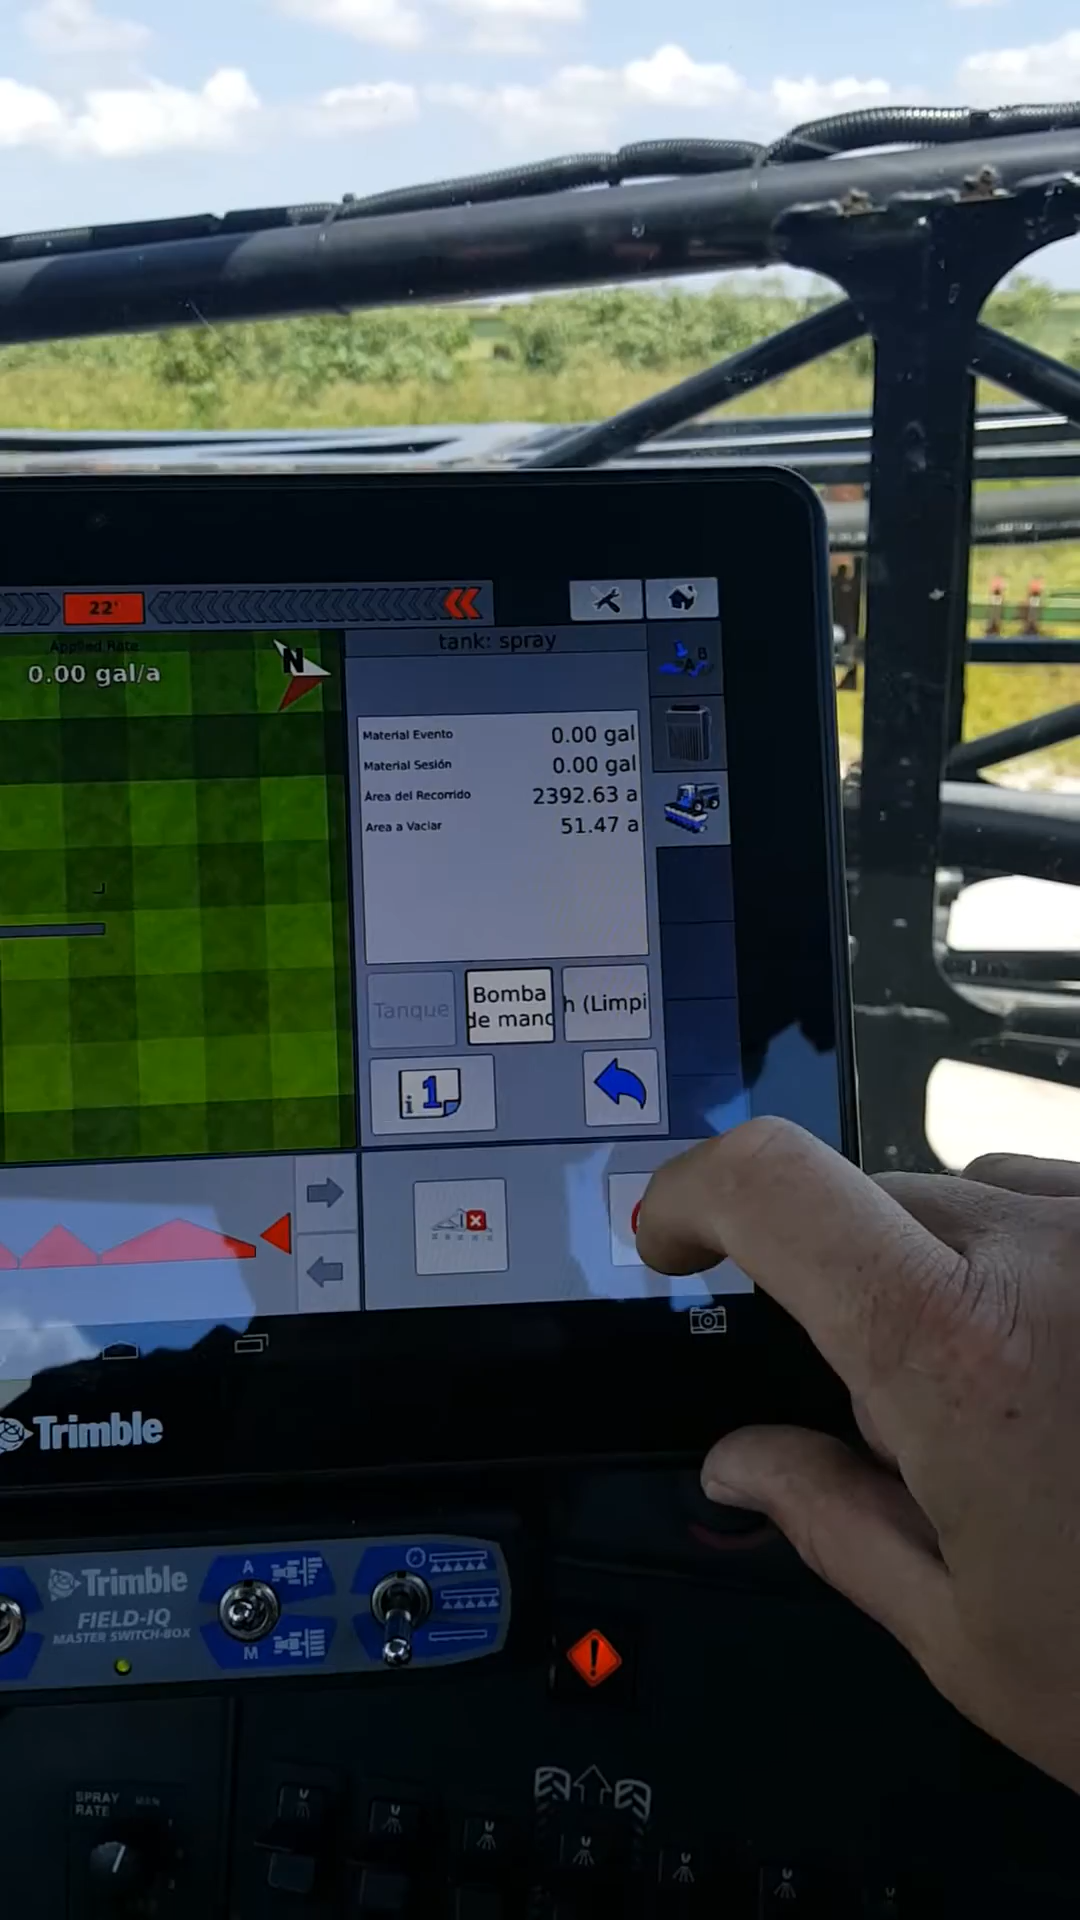 22'
Applied Rate
0.00 gal/a
N
tank: spray
A B
Material Evento 0.00 gal
Material Sesión 0.00 gal
Área del Recorrido 2392.63 a
Area a Vaciar 51.47 a
Tanque
Bomba
de mano
h (Limpi
i 1
Trimble
Trimble
FIELD-IQ
MASTER SWITCH-BOX
A
M
!
SPRAY
RATE
MAN